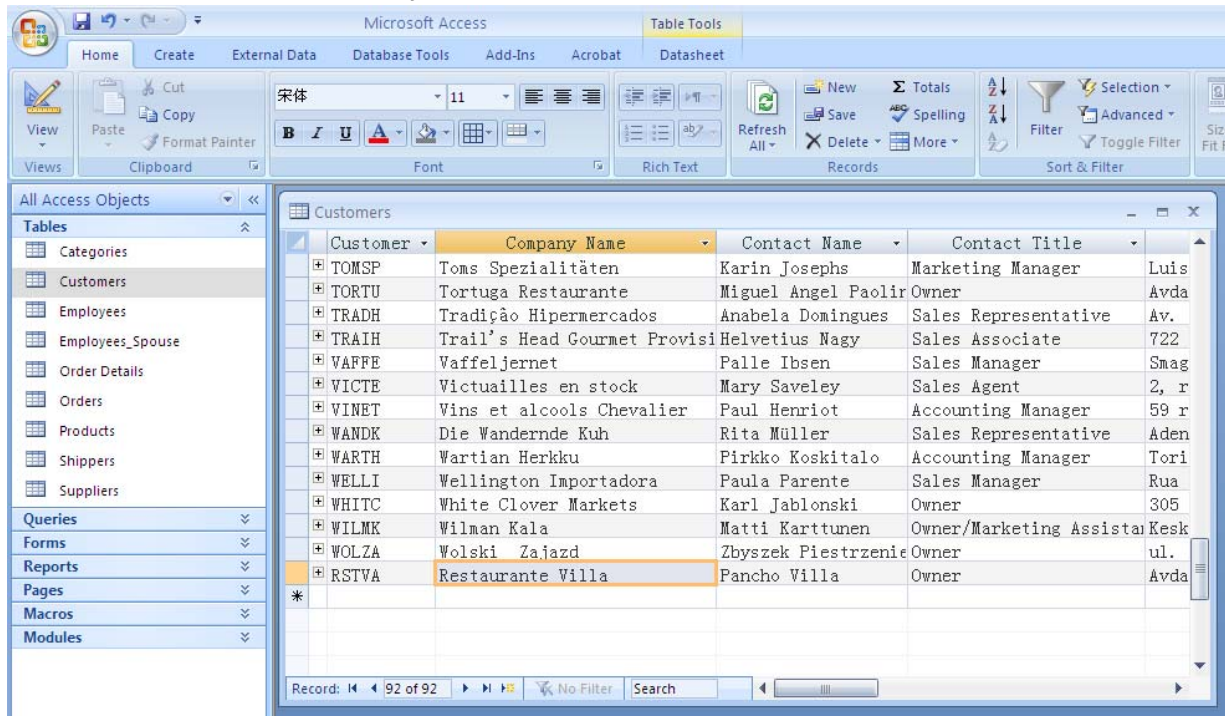 Microsoft Access
Table Tools
Home Create External Data Database Tools Add-Ins Acrobat Datasheet
View
Views
Paste
Cut
Copy
Format Painter
Clipboard
宋体 11
B I U A
Font
Rich Text
Refresh All
New
Save
Delete
Totals
Spelling
More
Records
Filter
Selection
Advanced
Toggle Filter
Sort & Filter
All Access Objects
Tables
Categories
Customers
Employees
Employees_Spouse
Order Details
Orders
Products
Shippers
Suppliers
Queries
Forms
Reports
Pages
Macros
Modules
Customers
Customer Company Name Contact Name Contact Title
TOMSP Toms Spezialitäten Karin Josephs Marketing Manager Luis
TORTU Tortuga Restaurante Miguel Angel Paolin Owner Avda
TRADH Tradição Hipermercados Anabela Domingues Sales Representative Av.
TRAIH Trail's Head Gourmet Provisi Helvetius Nagy Sales Associate 722
VAFFE Vaffeljernet Palle Ibsen Sales Manager Smag
VICTE Victuailles en stock Mary Saveley Sales Agent 2, r
VINET Vins et alcools Chevalier Paul Henriot Accounting Manager 59 r
WANDK Die Wandernde Kuh Rita Müller Sales Representative Aden
WARTH Wartian Herkku Pirkko Koskitalo Accounting Manager Tori
WELLI Wellington Importadora Paula Parente Sales Manager Rua
WHITC White Clover Markets Karl Jablonski Owner 305
WILMK Wilman Kala Matti Karttunen Owner/Marketing Assista Kesk
WOLZA Wolski Zajazd Zbyszek Piestrzenie Owner ul.
RSTVA Restaurante Villa Pancho Villa Owner Avda
Record: 92 of 92 No Filter Search